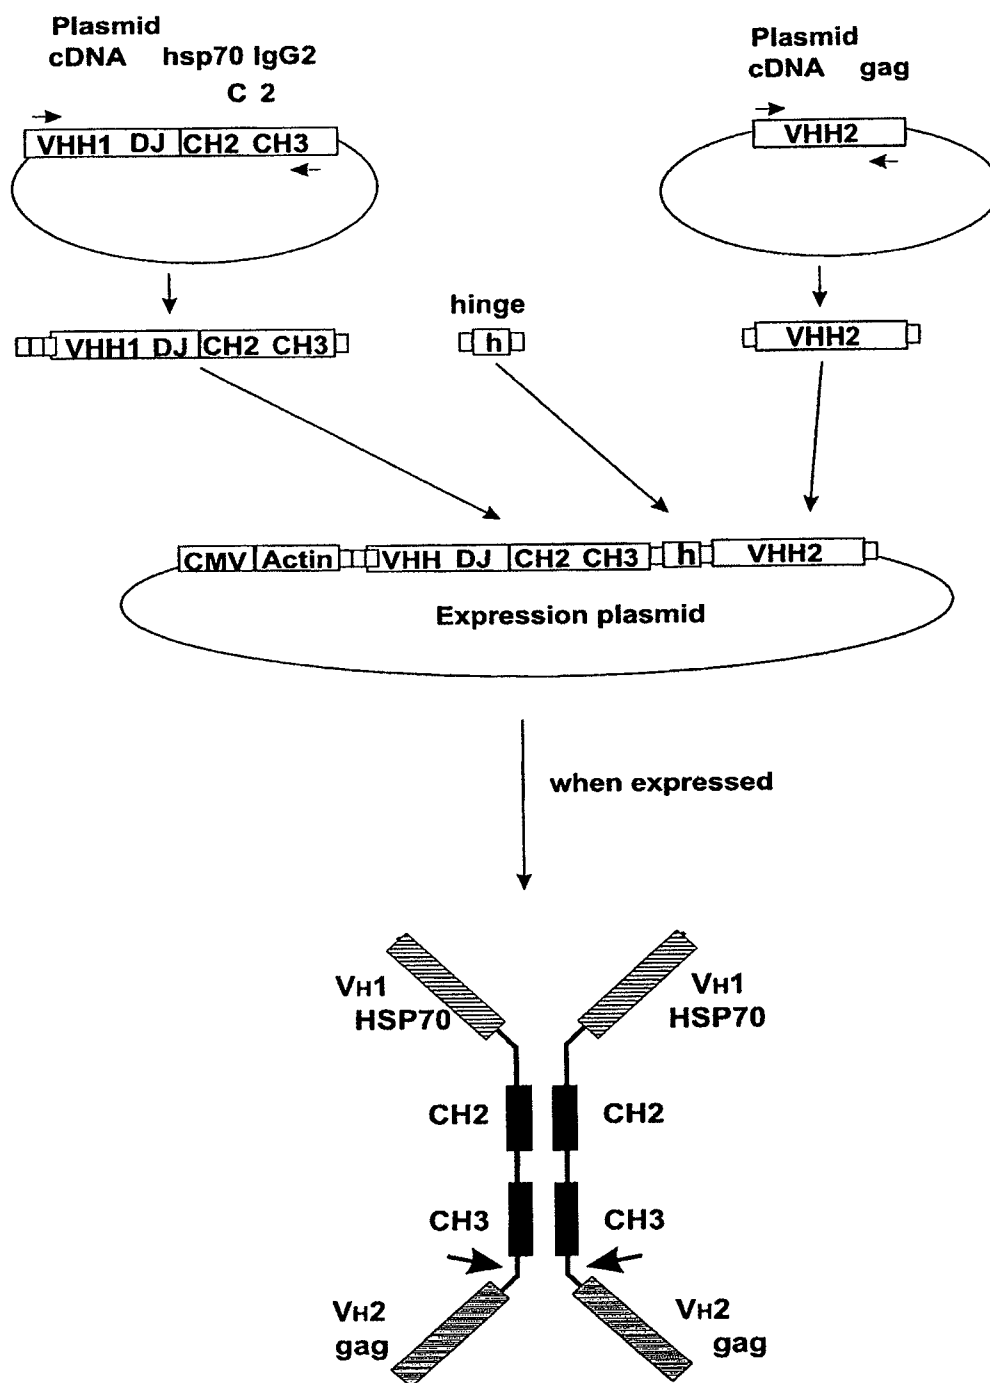 Plasmid
cDNA hsp70 IgG2
C 2
VHH1 DJ CH2 CH3
Plasmid
cDNA gag
VHH2
VHH1 DJ CH2 CH3
hinge
h
VHH2
CMV Actin VHH DJ CH2 CH3 h VHH2
Expression plasmid
when expressed
VH1
HSP70
VH1
HSP70
CH2
CH2
CH3
CH3
VH2
gag
VH2
gag